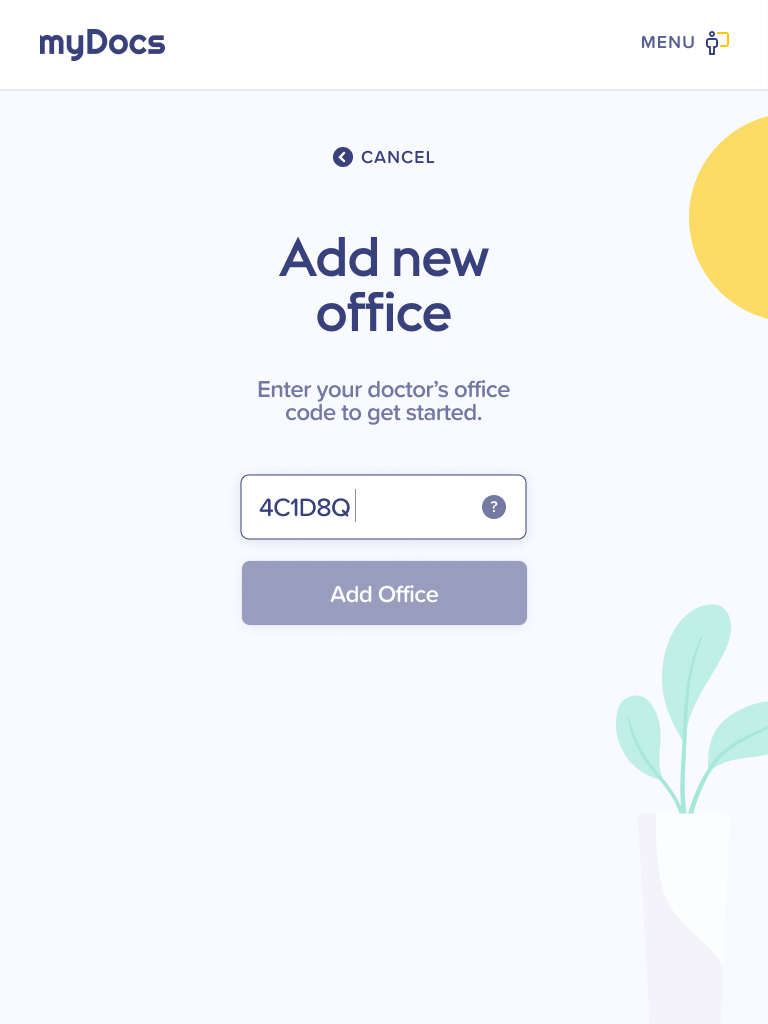 myDocs
MENU
CANCEL
Add new
office
Enter your doctor’s office
code to get started.
4C1D8Q
?
Add Office